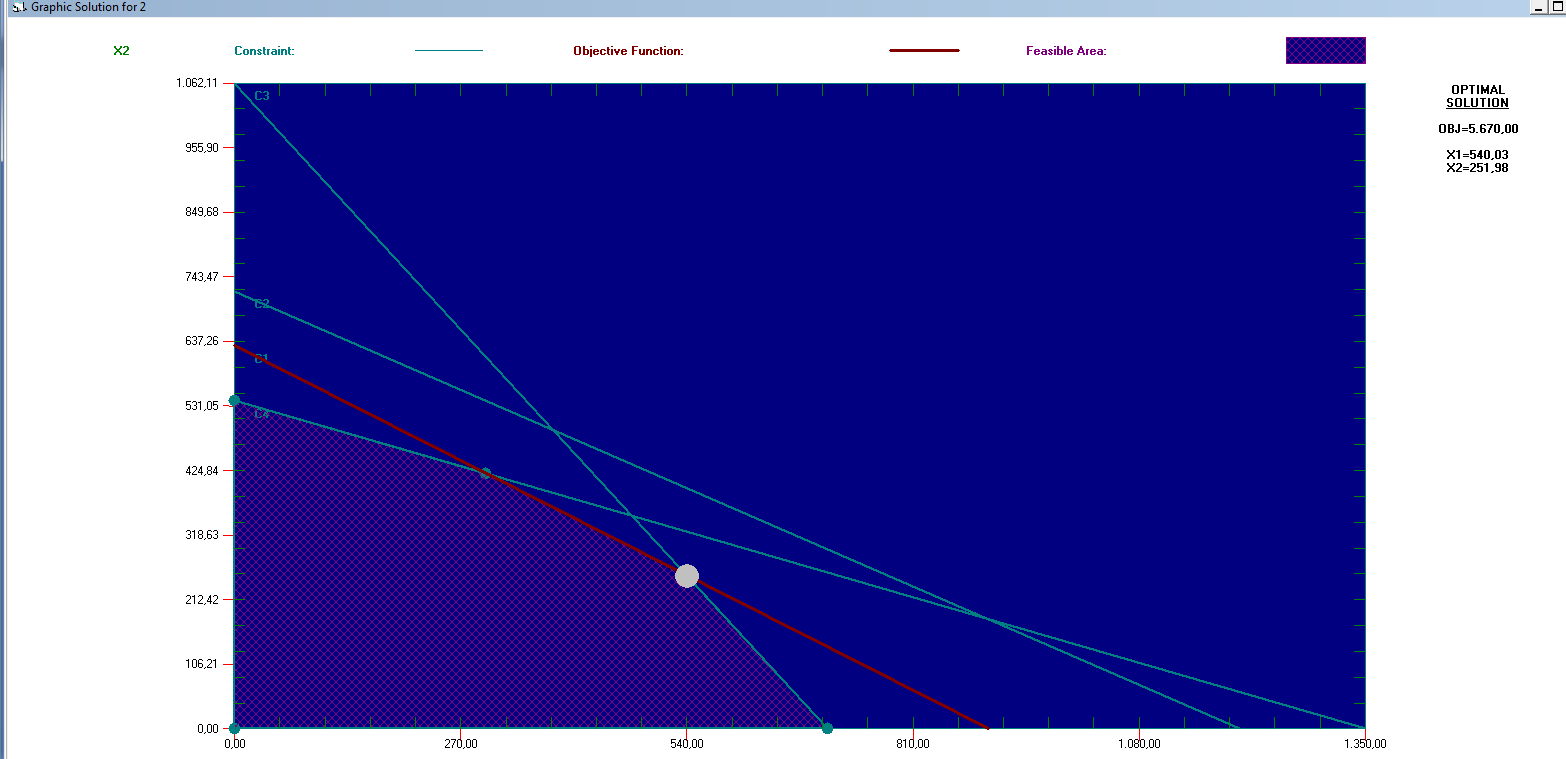 Graphic Solution for 2
X2 Constraint: Objective Function: Feasible Area:
1.062,11
C3
OPTIMAL
SOLUTION
OBJ=5.670,00
955,90
X1=540,03
X2=251,98
849,68
743,47
C2
637,26
C1
531,05
C4
424,84
318,63
212,42
106,21
0,00
0,00 270,00 540,00 810,00 1.080,00 1.350,00